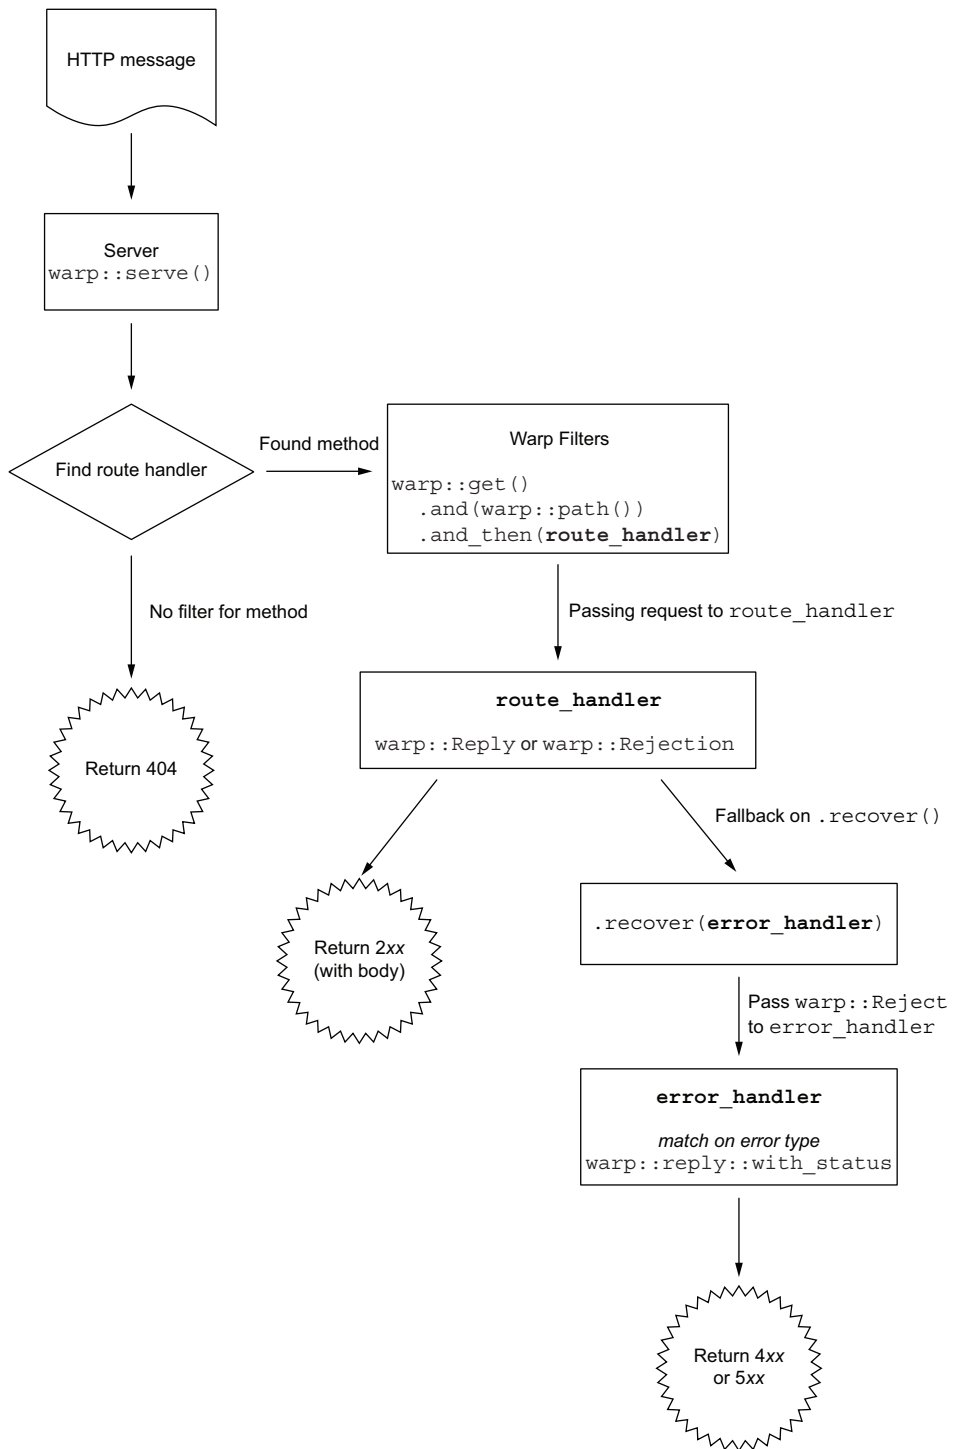 HTTP message
Server
warp::serve()
Find route handler
Found method
Warp Filters
warp::get()
.and(warp::path())
.and_then(route_handler)
No filter for method
Passing request to route_handler
Return 404
route_handler
warp::Reply or warp::Rejection
Fallback on .recover()
Return 2xx
(with body)
.recover(error_handler)
Pass warp::Reject
to error_handler
error_handler
match on error type
warp::reply::with_status
Return 4xx
or 5xx